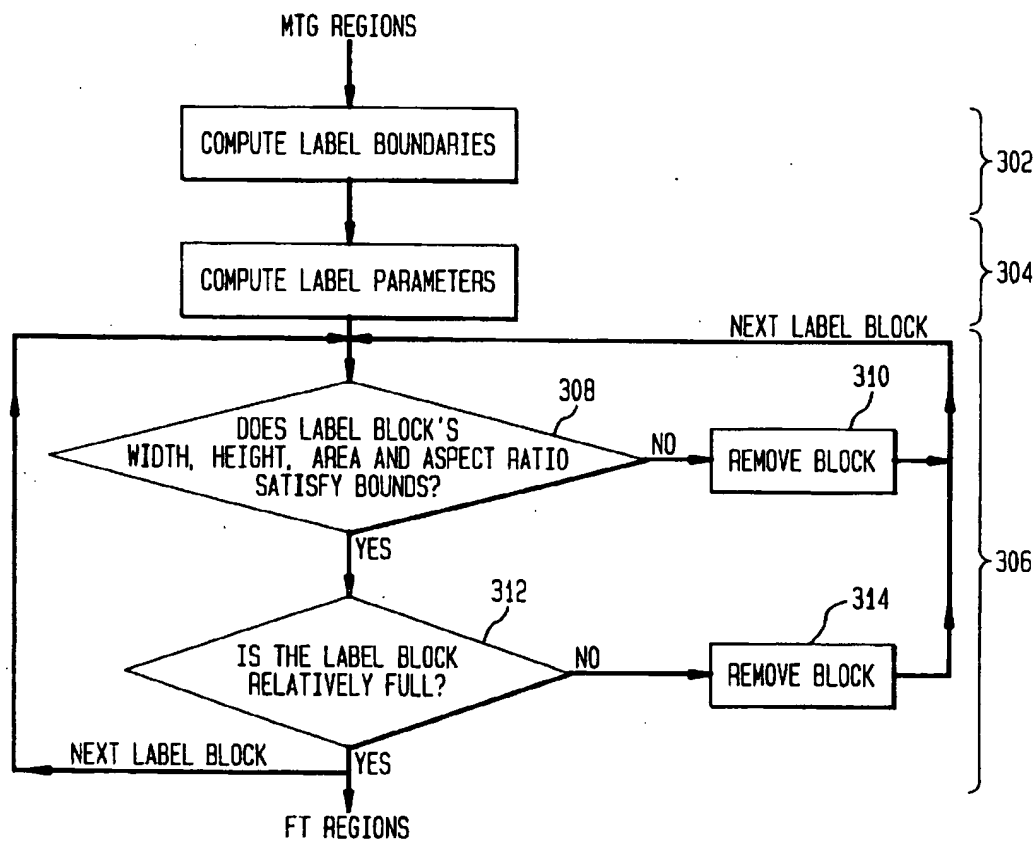 MTG REGIONS
COMPUTE LABEL BOUNDARIES
302
COMPUTE LABEL PARAMETERS
304
NEXT LABEL BLOCK
308
310
DOES LABEL BLOCK'S
WIDTH, HEIGHT, AREA AND ASPECT RATIO
SATISFY BOUNDS?
NO
REMOVE BLOCK
YES
306
312
314
IS THE LABEL BLOCK
RELATIVELY FULL?
NO
REMOVE BLOCK
NEXT LABEL BLOCK
YES
FT REGIONS